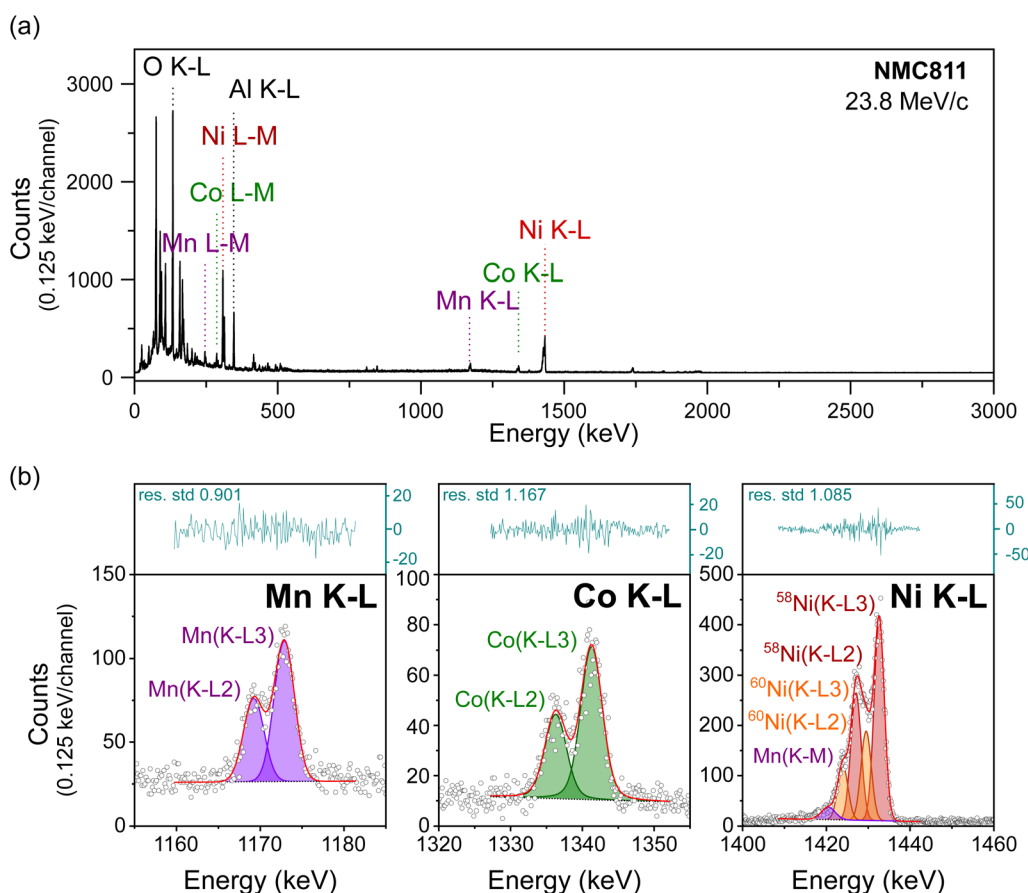 (a)
O K-L
Al K-L
Ni L-M
Co L-M
Mn L-M
Ni K-L
Co K-L
Mn K-L
NMC811
23.8 MeV/c
Counts
(0.125 keV/channel)
3000
2000
1000
0
0
500
1000
1500
2000
2500
3000
Energy (keV)
(b)
res. std 0.901
20
0
-20
res. std 1.167
20
0
-20
res. std 1.085
50
0
-50
Counts
(0.125 keV/channel)
Mn K-L
Mn(K-L3)
Mn(K-L2)
150
100
50
0
1160
1170
1180
Energy (keV)
Co K-L
Co(K-L3)
Co(K-L2)
100
80
60
40
20
0
1320
1330
1340
1350
Energy (keV)
Ni K-L
⁵⁸Ni(K-L3)
⁵⁸Ni(K-L2)
⁶⁰Ni(K-L3)
⁶⁰Ni(K-L2)
Mn(K-M)
500
400
300
200
100
0
1400
1420
1440
1460
Energy (keV)